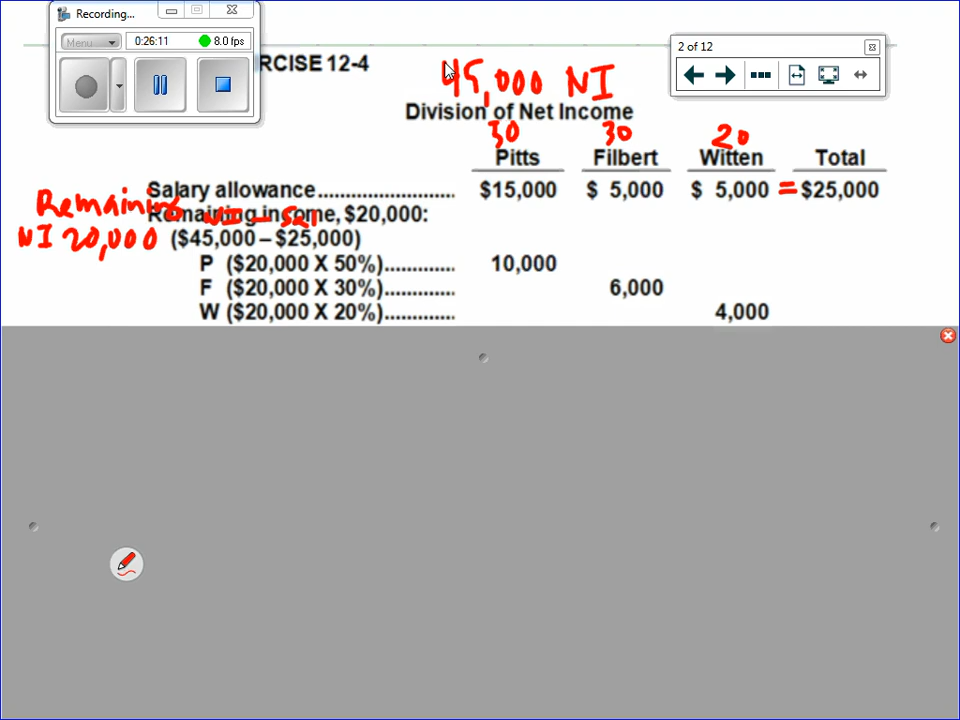 Recording...
Menu
0:26:11
8.0 fps
2 of 12
RCISE 12-4
45,000 NI
Division of Net Income
30 30 20
Pitts Filbert Witten Total
Salary allowance............................ $15,000 $ 5,000 $ 5,000 = $25,000
Remaining
NI - Sal
Remaining income, $20,000:
NI 20,000 ($45,000 – $25,000)
P ($20,000 X 50%)............. 10,000
F ($20,000 X 30%)............. 6,000
W ($20,000 X 20%)............. 4,000